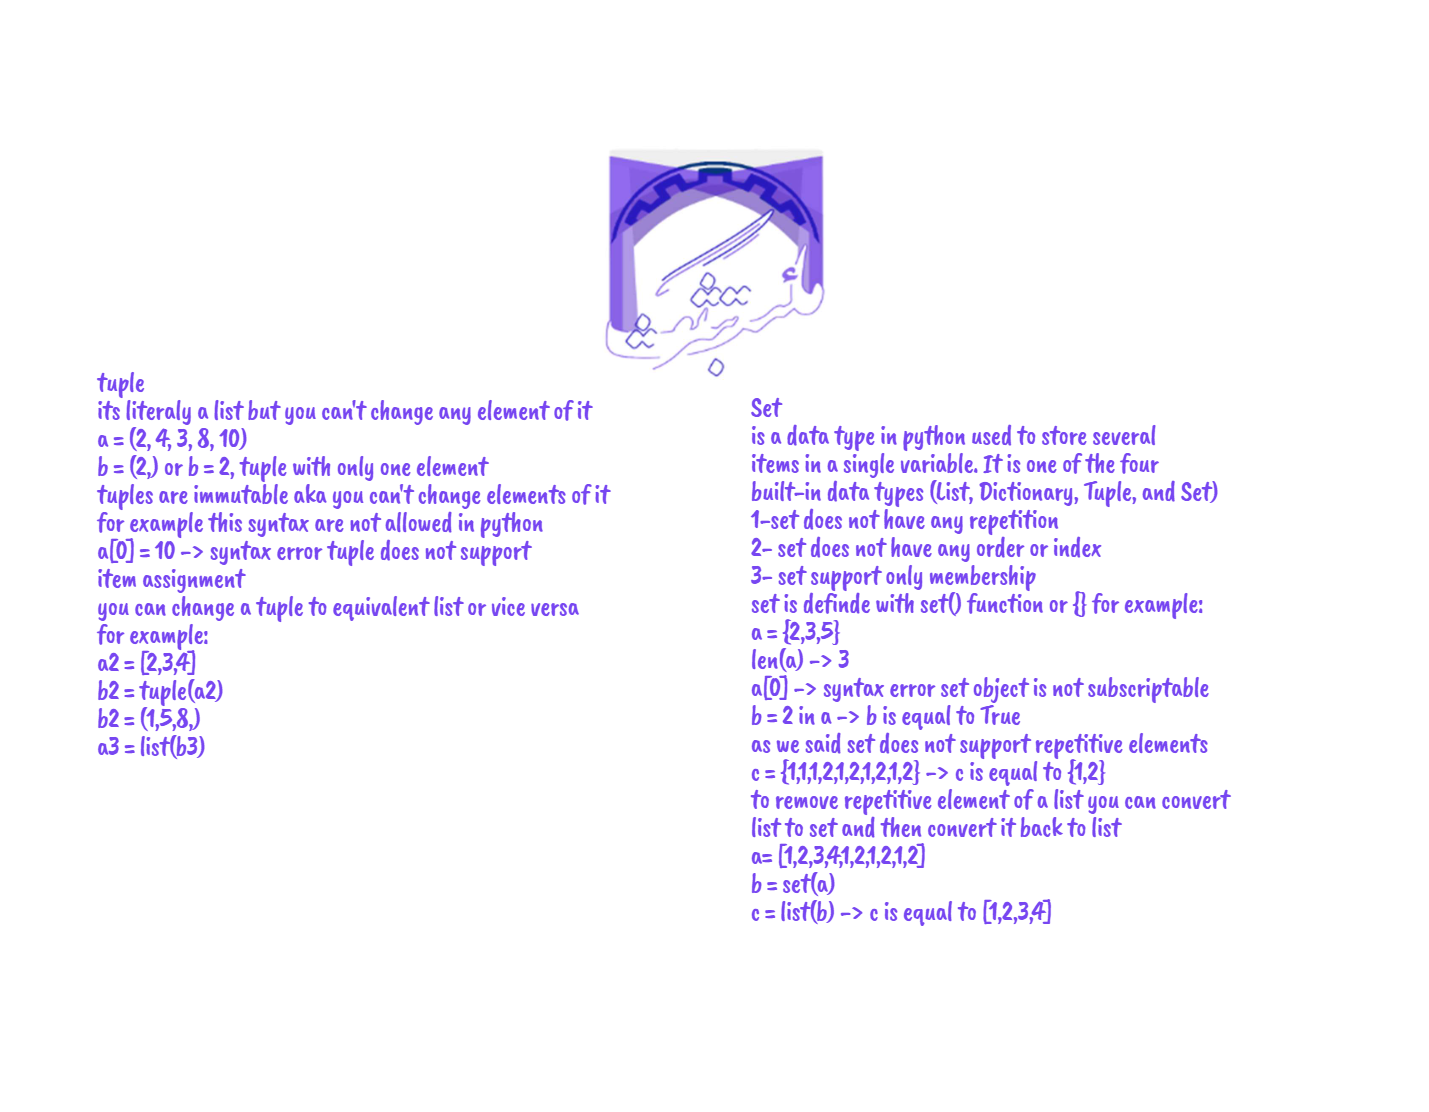 tuple
its literaly a list but you can't change any element of it
a = (2, 4, 3, 8, 10)
b = (2,) or b = 2, tuple with only one element
tuples are immutable aka you can't change elements of it
for example this syntax are not allowed in python
a[0] = 10 -> syntax error tuple does not support
item assignment
you can change a tuple to equivalent list or vice versa
for example:
a2 = [2,3,4]
b2 = tuple(a2)
b2 = (1,5,8,)
a3 = list(b3)
Set
is a data type in python used to store several
items in a single variable. It is one of the four
built-in data types (List, Dictionary, Tuple, and Set)
1-set does not have any repetition
2- set does not have any order or index
3- set support only membership
set is definde with set() function or {} for example:
a = {2,3,5}
len(a) -> 3
a[0] -> syntax error set object is not subscriptable
b = 2 in a -> b is equal to True
as we said set does not support repetitive elements
c = {1,1,1,2,1,2,1,2,1,2} -> c is equal to {1,2}
to remove repetitive element of a list you can convert
list to set and then convert it back to list
a= [1,2,3,4,1,2,1,2,1,2]
b = set(a)
c = list(b) -> c is equal to [1,2,3,4]